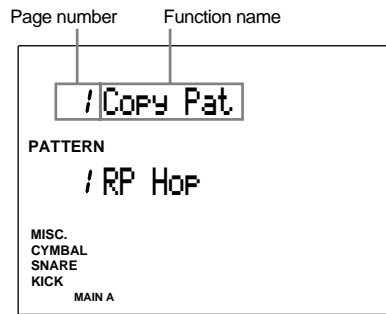 Page number Function name
1 Copy Pat
PATTERN
1 RP Hop
MISC.
CYMBAL
SNARE
KICK
MAIN A